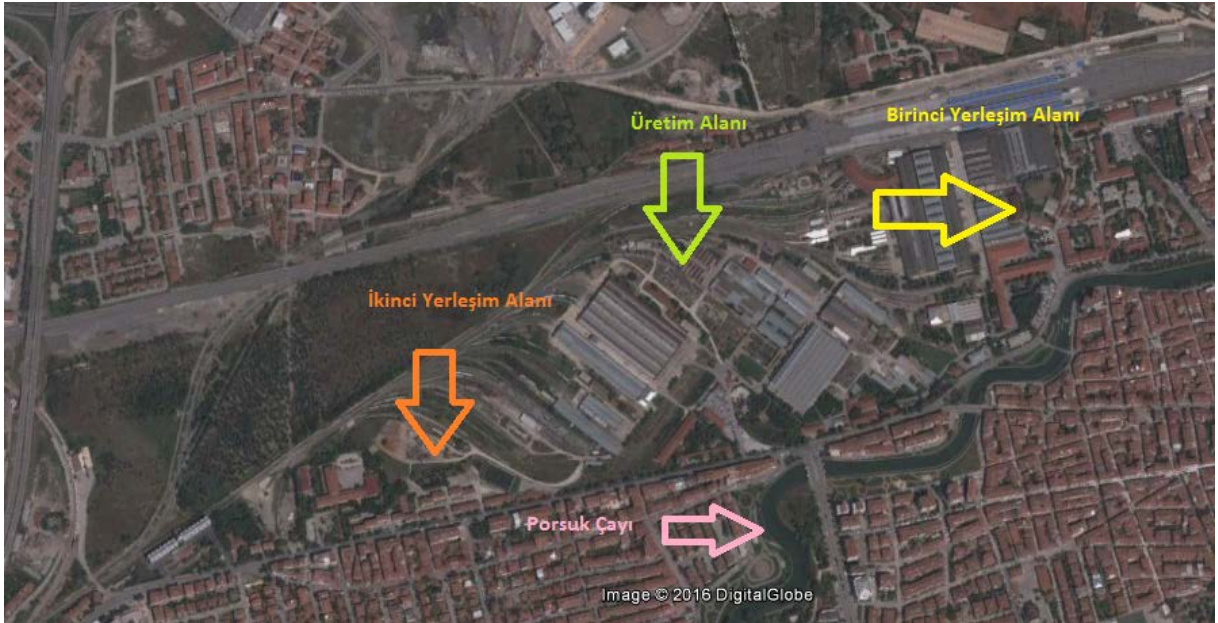 Üretim Alanı
Birinci Yerleşim Alanı
İkinci Yerleşim Alanı
Porsuk Çayı
Image © 2016 DigitalGlobe